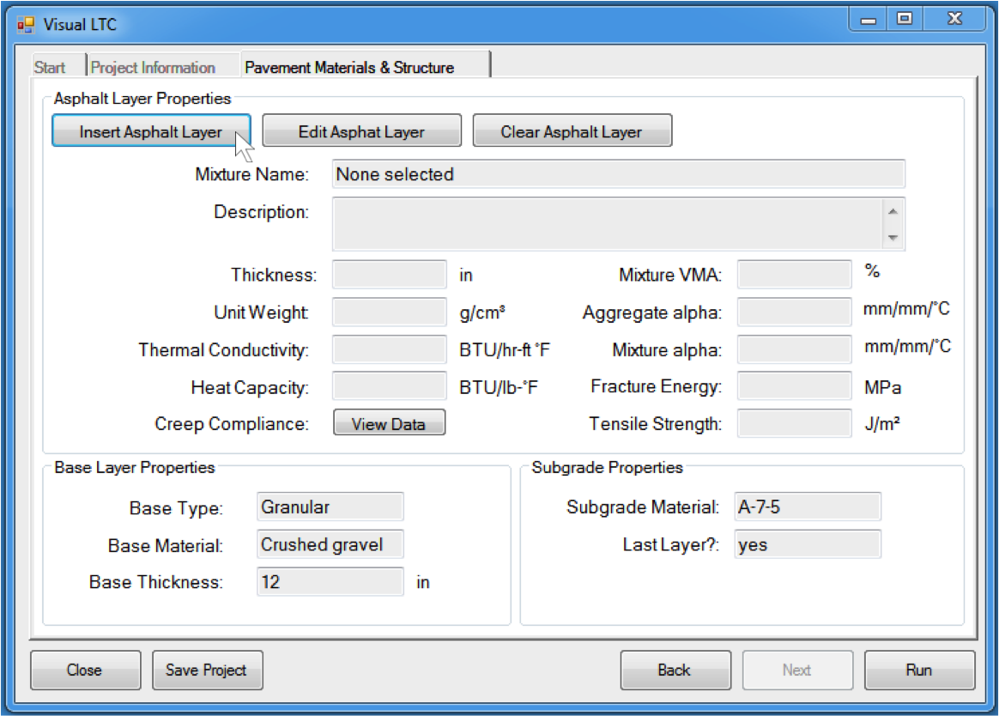 Visual LTC
Start Project Information Pavement Materials & Structure
Asphalt Layer Properties
Insert Asphalt Layer Edit Asphat Layer Clear Asphalt Layer
Mixture Name: None selected
Description:
Thickness: in Mixture VMA: %
Unit Weight: g/cm³ Aggregate alpha: mm/mm/°C
Thermal Conductivity: BTU/hr-ft °F Mixture alpha: mm/mm/°C
Heat Capacity: BTU/lb-°F Fracture Energy: MPa
Creep Compliance: View Data Tensile Strength: J/m²
Base Layer Properties Subgrade Properties
Base Type: Granular Subgrade Material: A-7-5
Base Material: Crushed gravel Last Layer?: yes
Base Thickness: 12 in
Close Save Project Back Next Run